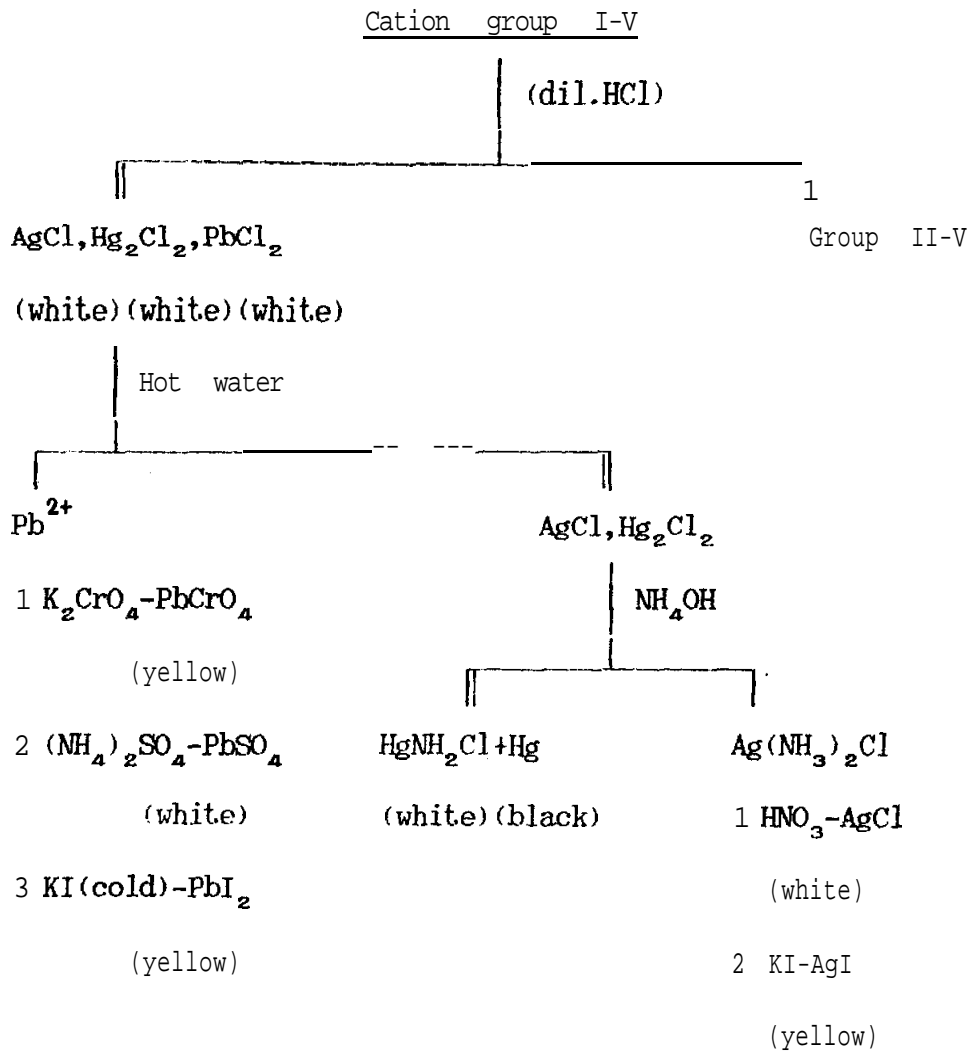 Cation group I-V
(dil.HCl)
1
AgCl,Hg₂Cl₂,PbCl₂
Group II-V
(white)(white)(white)
Hot water
-- ---
Pb²⁺
AgCl,Hg₂Cl₂
1 K₂CrO₄-PbCrO₄
NH₄OH
(yellow)
2 (NH₄)₂SO₄-PbSO₄
HgNH₂Cl+Hg
Ag(NH₃)₂Cl
(white)
(white)(black)
1 HNO₃-AgCl
3 KI(cold)-PbI₂
(white)
(yellow)
2 KI-AgI
(yellow)